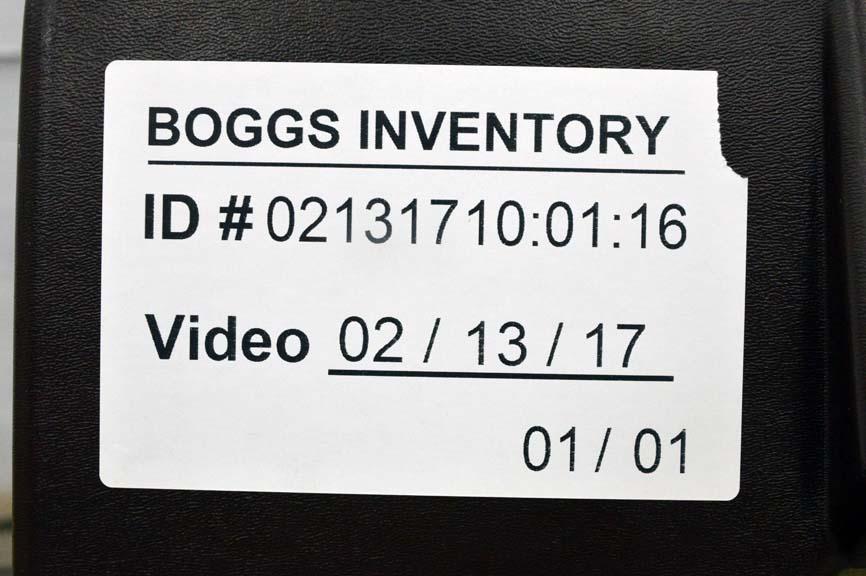 BOGGS INVENTORY
ID # 02131710:01:16
Video 02 / 13 / 17
01 / 01